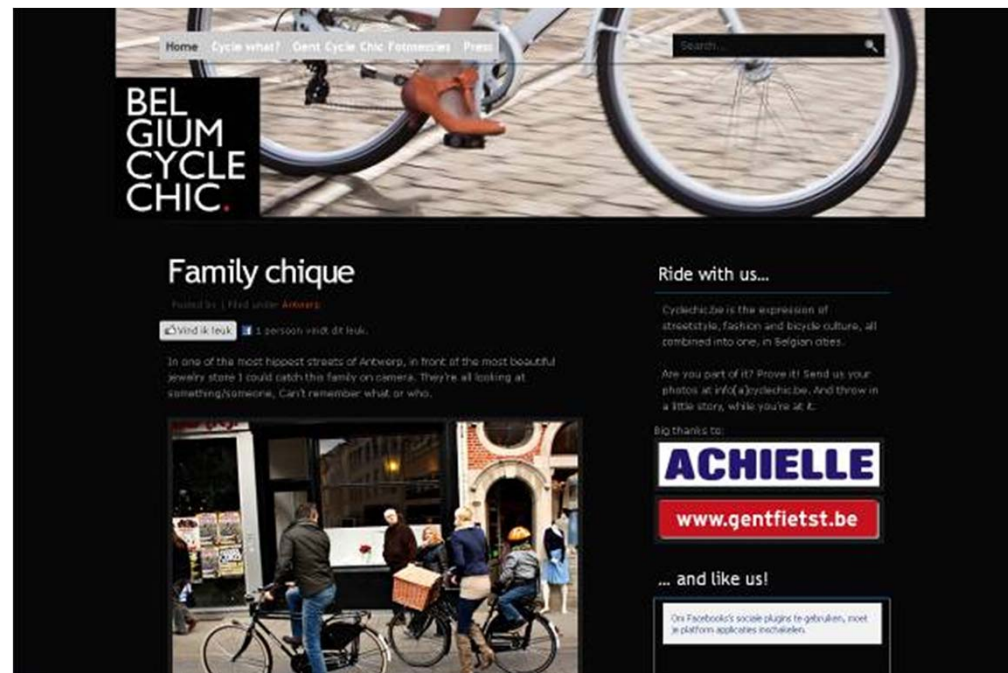 Home Cycle what? Gent Cycle Chic Fotosessies Press
Search...
BEL
GIUM
CYCLE
CHIC.
Family chique
Posted by | Filed under Antwerp
Vind ik leuk 1 persoon vindt dit leuk.
In one of the most hippest streets of Antwerp, in front of the most beautiful
jewelry store I could catch this family on camera. They're all looking at
something/someone, Can't remember what or who.
Ride with us...
Cyclechic.be is the expression of
streetstyle, fashion and bicycle culture, all
combined into one, in Belgian cities.
Are you part of it? Prove it! Send us your
photos at info[a]cyclechic.be. And throw in
a little story, while you're at it.
Big thanks to:
ACHIELLE
www.gentfietst.be
... and like us!
Om Facebooks's sociale plugins te gebruiken, moet
je platform applicaties inschakelen.